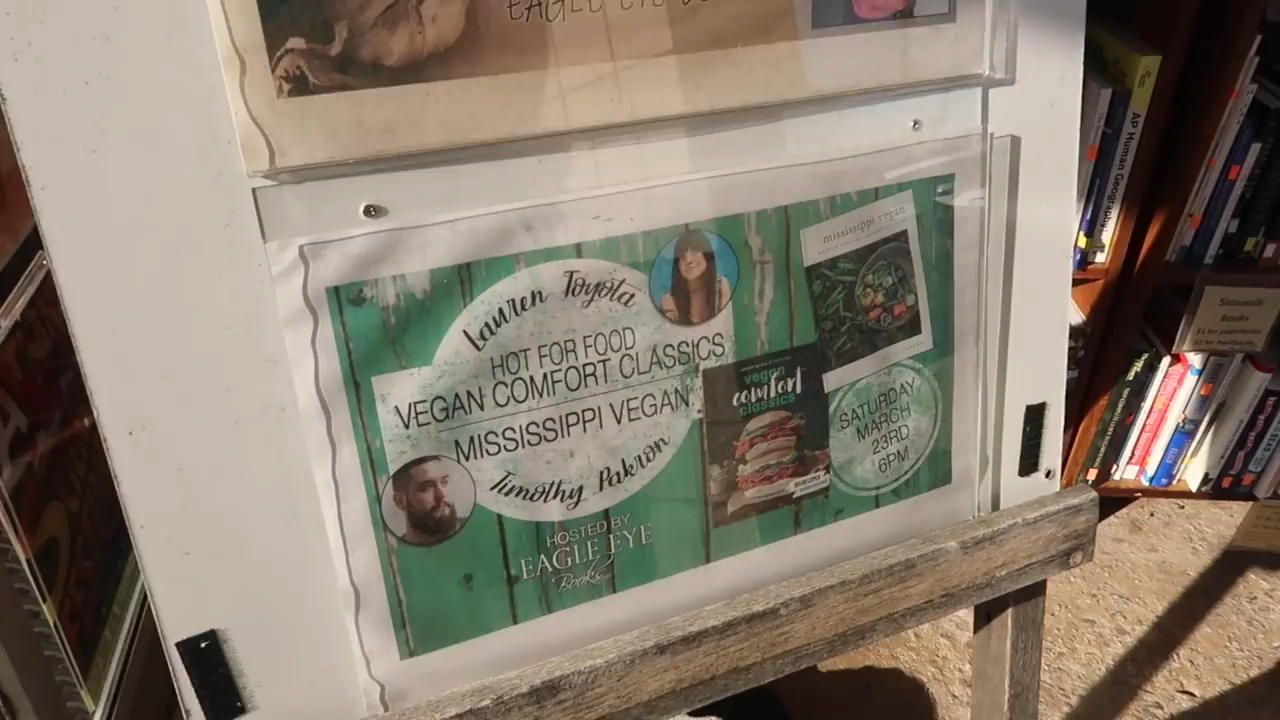 EAGLE EYE
Lauren Toyota
HOT FOR FOOD
VEGAN COMFORT CLASSICS
MISSISSIPPI VEGAN
Timothy Pakron
HOSTED BY
EAGLE EYE
Books
mississippi vegan
vegan
comfort
classics
SATURDAY
MARCH
23RD
6PM
AP Human Geography
Sidewalk
Books
$1 for paperbacks
$2 for hardbacks